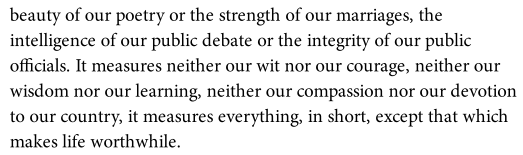 beauty of our poetry or the strength of our marriages, the
intelligence of our public debate or the integrity of our public
officials. It measures neither our wit nor our courage, neither our
wisdom nor our learning, neither our compassion nor our devotion
to our country, it measures everything, in short, except that which
makes life worthwhile.